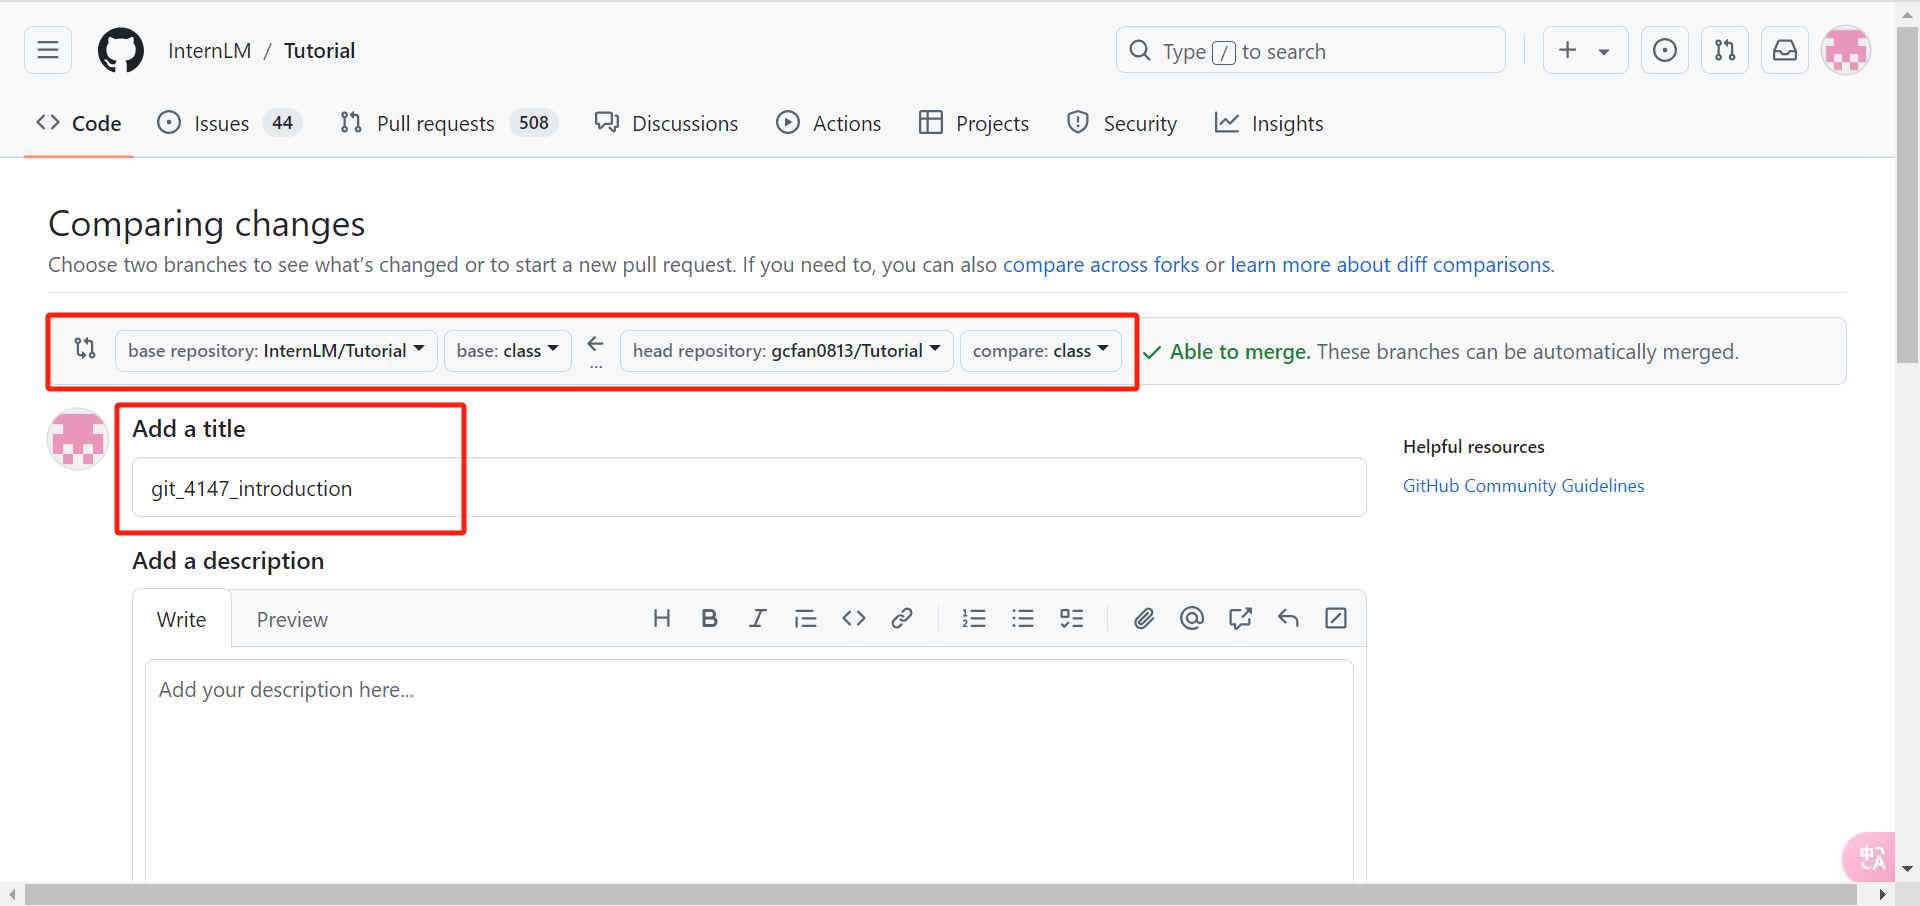 InternLM / Tutorial
Type / to search
Code
Issues 44
Pull requests 508
Discussions
Actions
Projects
Security
Insights
Comparing changes
Choose two branches to see what’s changed or to start a new pull request. If you need to, you can also compare across forks or learn more about diff comparisons.
base repository: InternLM/Tutorial
base: class
...
head repository: gcfan0813/Tutorial
compare: class
Able to merge. These branches can be automatically merged.
Add a title
git_4147_introduction
Helpful resources
GitHub Community Guidelines
Add a description
Write
Preview
Add your description here...
中A